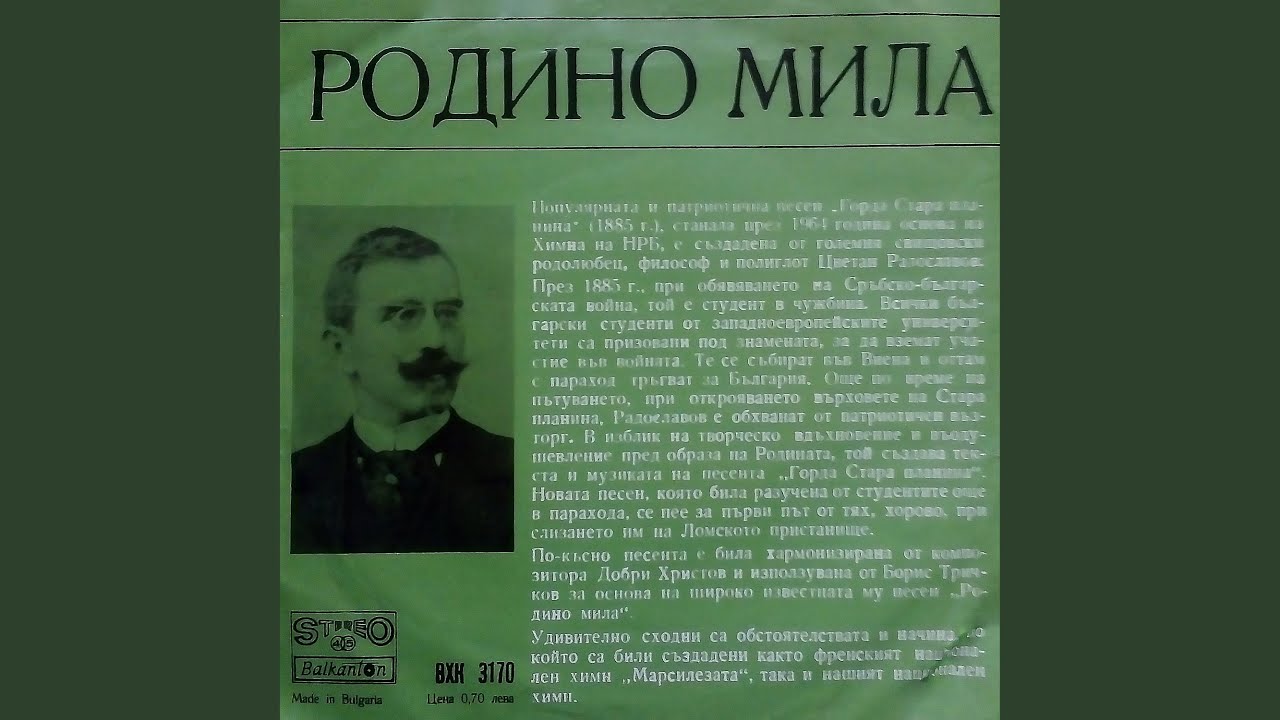 РОДИНО МИЛА
Популярната и патриотична песен „Горда Стара пла-
нина“ (1885 г.), станала през 1964 година основа на
Химна на НРБ, е създадена от големия свищовски
родолюбец, философ и полиглот Цветан Радославов.
През 1885 г., при обявяването на Сръбско-българ-
ската война, той е студент в чужбина. Всички бъл-
гарски студенти от западноевропейските универси-
тети са призовани под знамената, за да вземат уча-
стие във войната. Те се събират във Виена и оттам
с параход тръгват за България. Още по време на
пътуването, при открояването върховете на Стара
планина, Радославов е обхванат от патриотичен въз-
торг. В изблик на творческо вдъхновение и въоду-
шевление пред образа на Родината, той създава тек-
ста и музиката на песента „Горда Стара планина“.
Новата песен, която била разучена от студентите още
в парахода, се пее за първи път от тях, хорово, при
слизането им на Ломското пристанище.
По-късно песента е била хармонизирана от компо-
зитора Добри Христов и използувана от Борис Трич-
ков за основа на широко известната му песен „Ро-
дино мила“.
Удивително сходни са обстоятелствата и начина, по
който са били създадени както френският национа-
лен химн „Марсилезата“, така и нашият национален
химн.
STEREO
45
Balkanton
Made in Bulgaria
ВХК 3170
Цена 0,70 лева